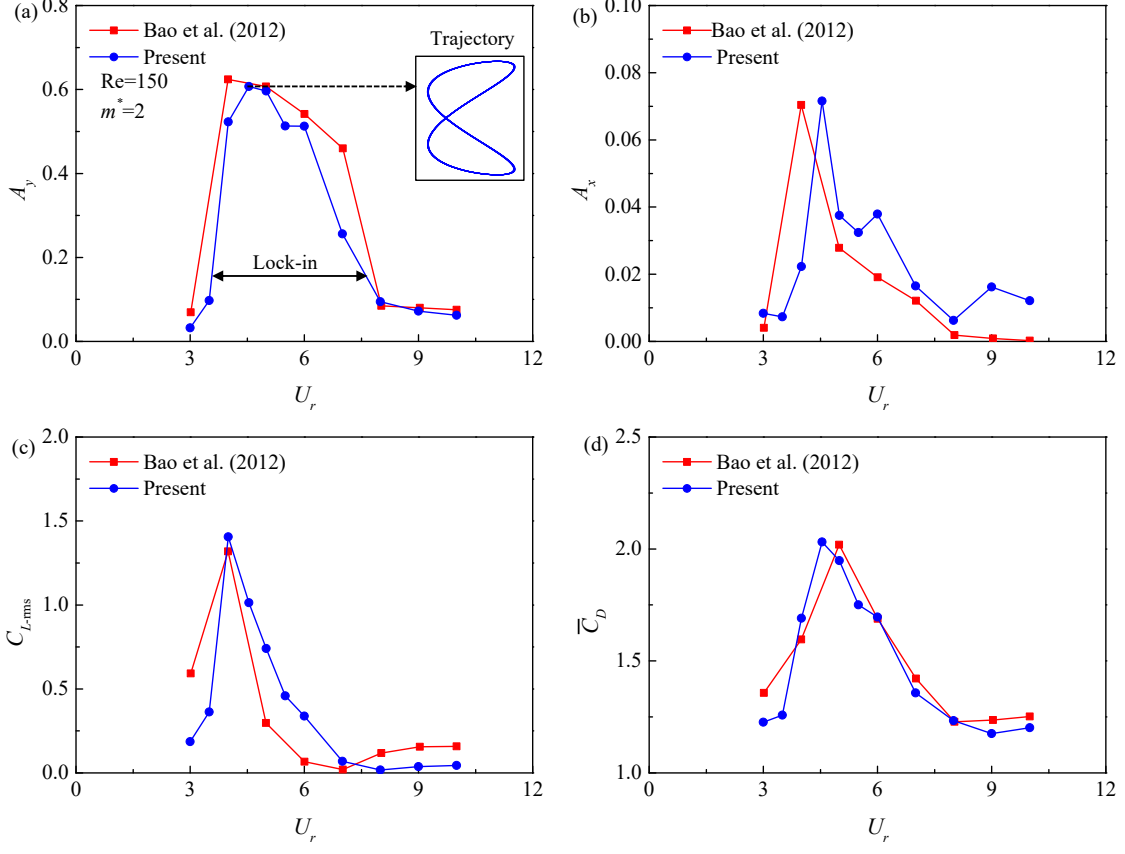 (a)
0.8
Bao et al. (2012)
Present
Re=150
m*=2
Trajectory
0.6
0.4
0.2
0.0
Lock-in
A_y
0 3 6 9 12
U_r
(b)
0.10
Bao et al. (2012)
Present
0.08
0.06
0.04
0.02
0.00
A_x
0 3 6 9 12
U_r
(c)
2.0
Bao et al. (2012)
Present
1.5
1.0
0.5
0.0
C_L-rms
0 3 6 9 12
U_r
(d)
2.5
Bao et al. (2012)
Present
2.0
1.5
1.0
C̅_D
0 3 6 9 12
U_r